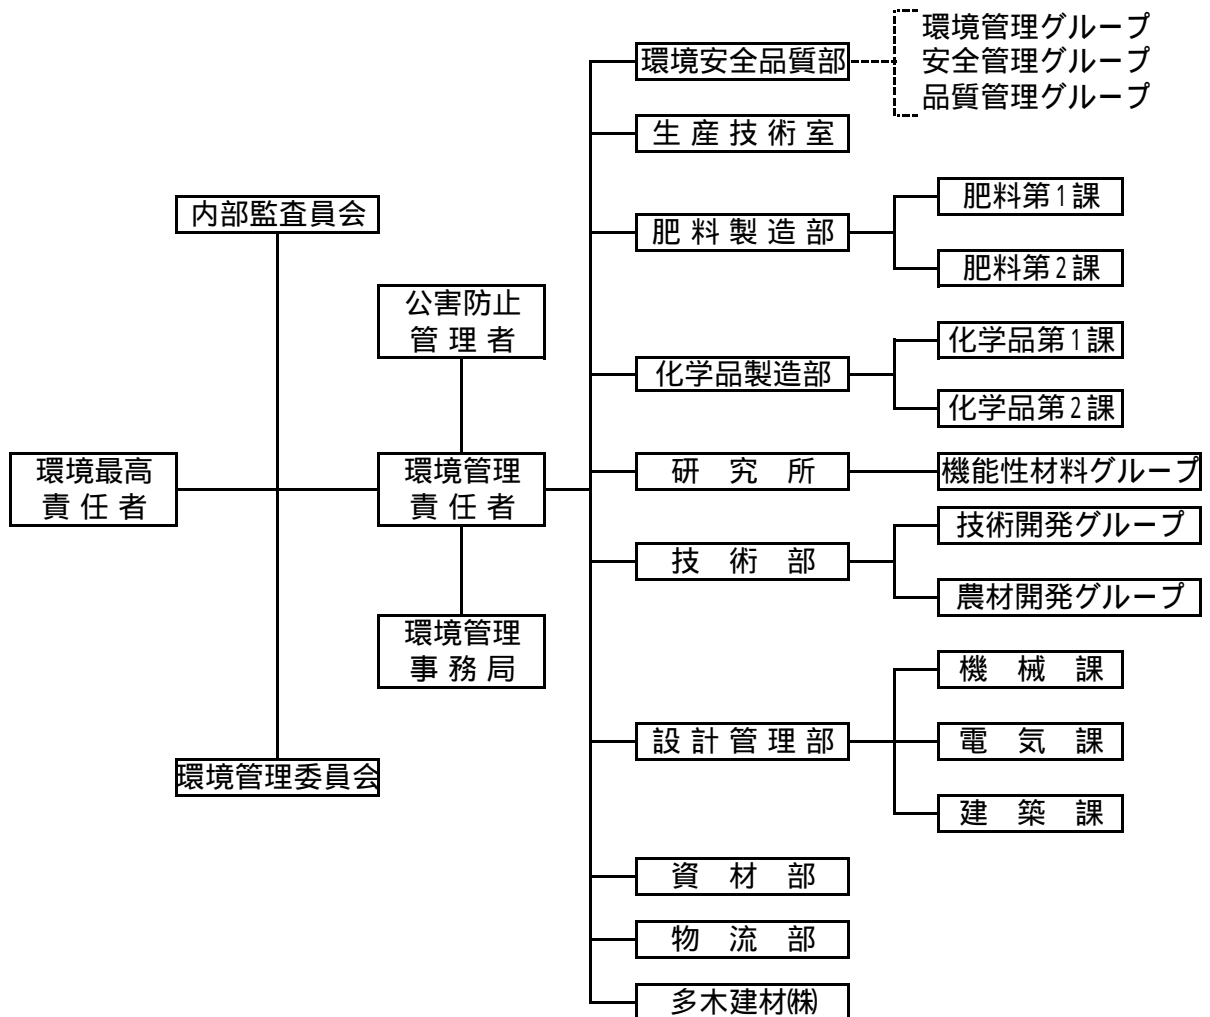 環境管理グループ
環境安全品質部
安全管理グループ
品質管理グループ
生産技術室
肥料第1課
内部監査員会
肥料製造部
肥料第2課
公害防止
管理者
化学品第1課
化学品製造部
化学品第2課
環境最高
責任者
環境管理
責任者
研究所
機能性材料グループ
技術開発グループ
技術部
農材開発グループ
環境管理
事務局
機械課
設計管理部
電気課
環境管理委員会
建築課
資材部
物流部
多木建材㈱